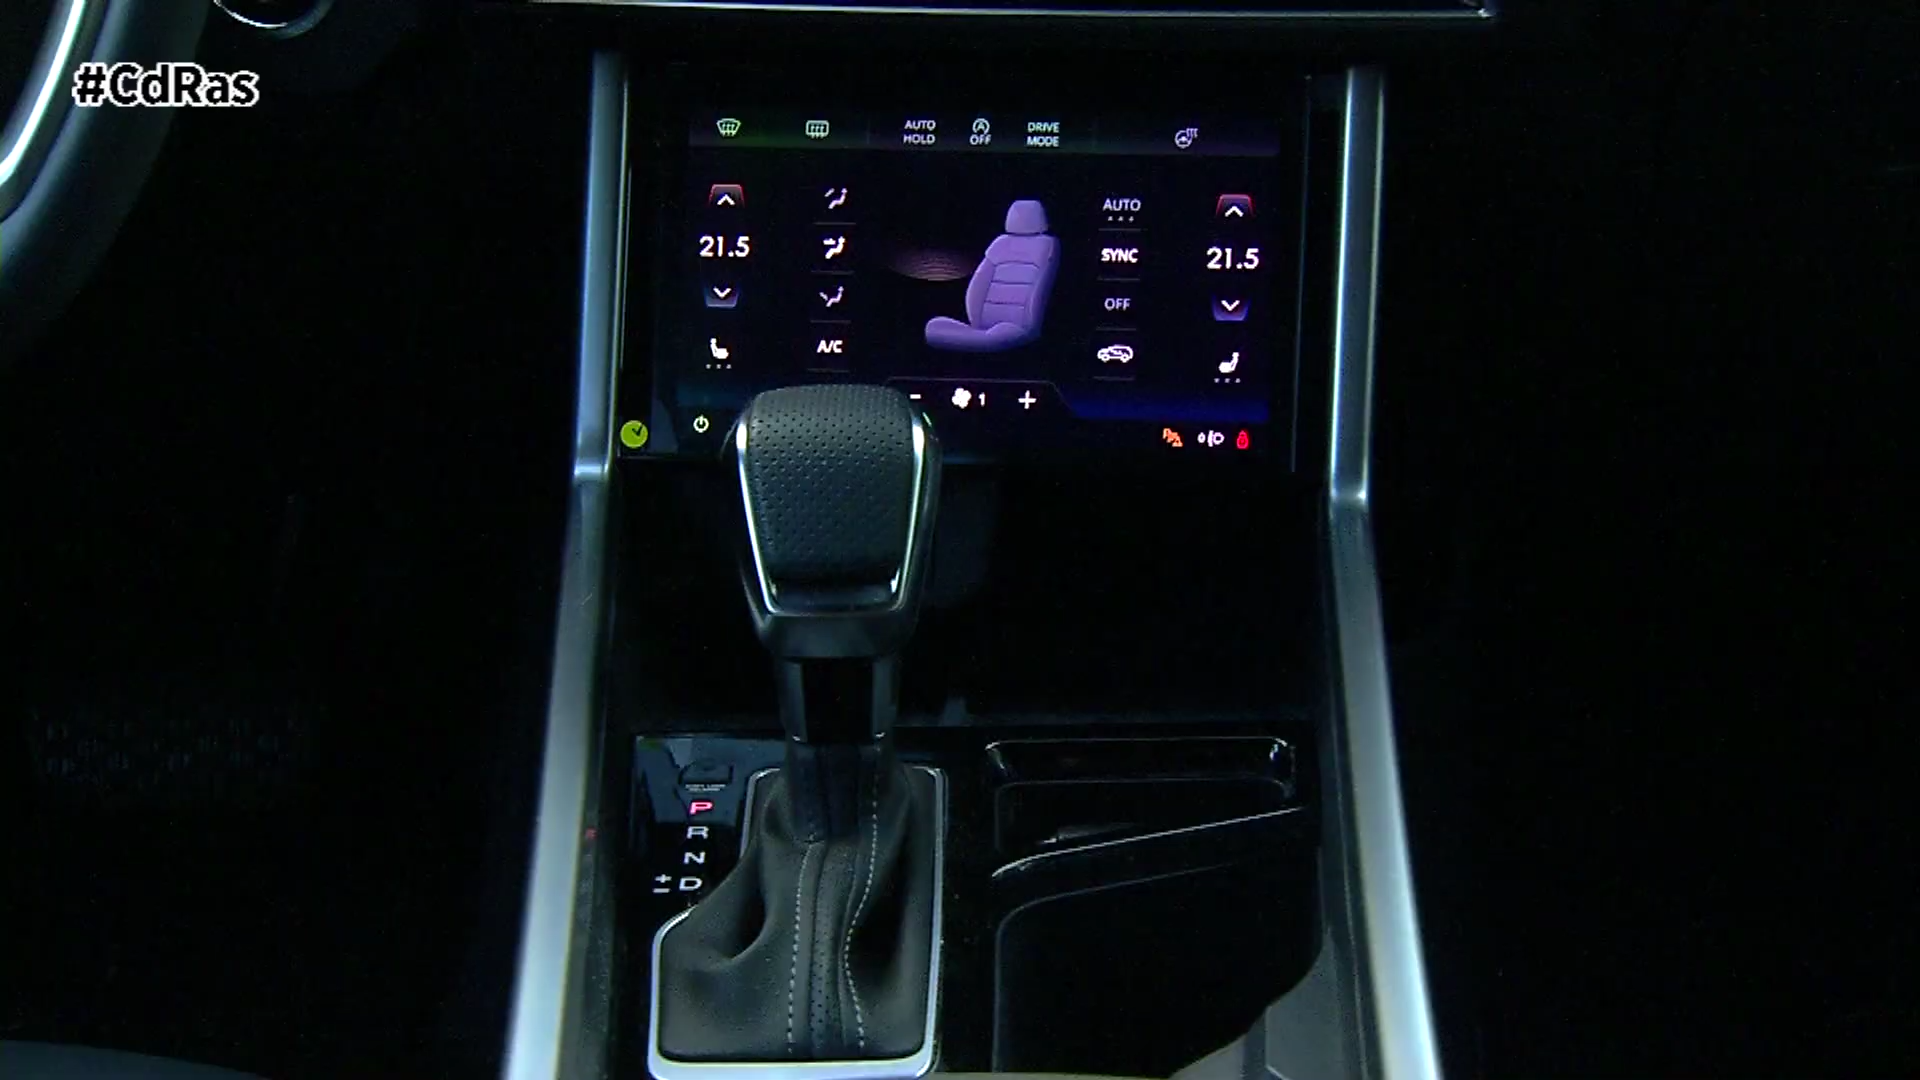 #CdRas
AUTO
HOLD
A
OFF
DRIVE
MODE
21.5
AUTO
SYNC
21.5
OFF
A/C
- 1 +
P
R
N
± D